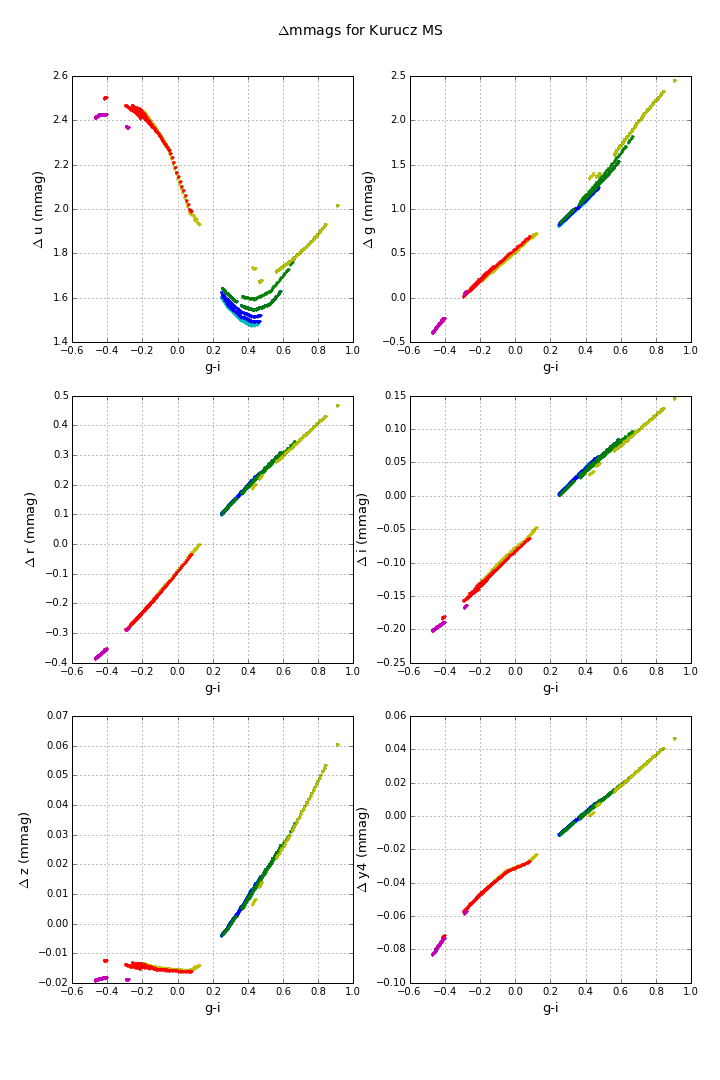 Δmmags for Kurucz MS
2.6
2.4
2.2
2.0
1.8
1.6
1.4
Δ u (mmag)
−0.6 −0.4 −0.2 0.0 0.2 0.4 0.6 0.8 1.0
g-i
2.5
2.0
1.5
1.0
0.5
0.0
−0.5
Δ g (mmag)
−0.6 −0.4 −0.2 0.0 0.2 0.4 0.6 0.8 1.0
g-i
0.5
0.4
0.3
0.2
0.1
0.0
−0.1
−0.2
−0.3
−0.4
Δ r (mmag)
−0.6 −0.4 −0.2 0.0 0.2 0.4 0.6 0.8 1.0
g-i
0.15
0.10
0.05
0.00
−0.05
−0.10
−0.15
−0.20
−0.25
Δ i (mmag)
−0.6 −0.4 −0.2 0.0 0.2 0.4 0.6 0.8 1.0
g-i
0.07
0.06
0.05
0.04
0.03
0.02
0.01
0.00
−0.01
−0.02
Δ z (mmag)
−0.6 −0.4 −0.2 0.0 0.2 0.4 0.6 0.8 1.0
g-i
0.06
0.04
0.02
0.00
−0.02
−0.04
−0.06
−0.08
−0.10
Δ y4 (mmag)
−0.6 −0.4 −0.2 0.0 0.2 0.4 0.6 0.8 1.0
g-i